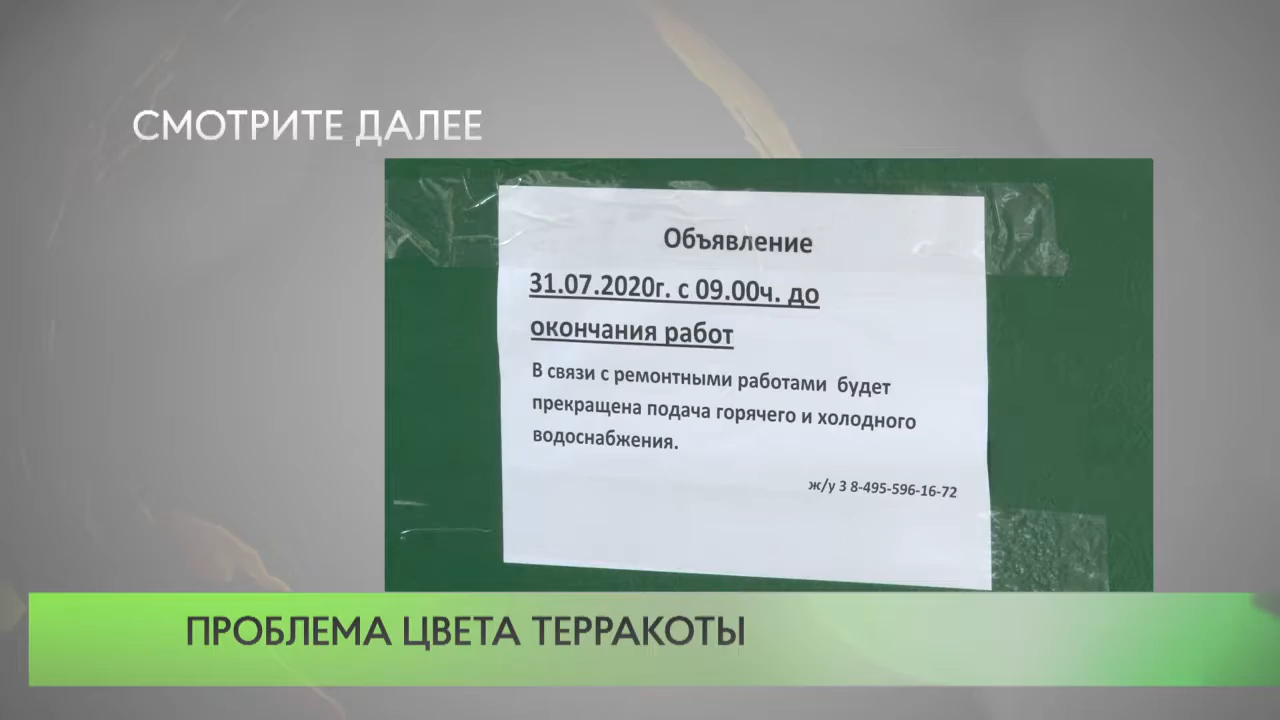 СМОТРИТЕ ДАЛЕЕ
Объявление
31.07.2020г. с 09.00ч. до
окончания работ
В связи с ремонтными работами будет
прекращена подача горячего и холодного
водоснабжения.
ж/у 3 8-495-596-16-72
ПРОБЛЕМА ЦВЕТА ТЕРРАКОТЫ